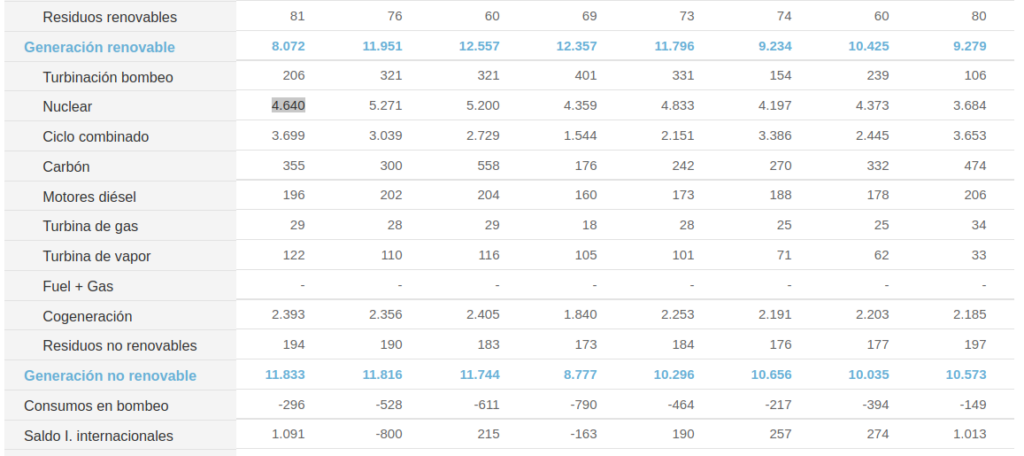 Residuos renovables 81 76 60 69 73 74 60 80
Generación renovable 8.072 11.951 12.557 12.357 11.796 9.234 10.425 9.279
Turbinación bombeo 206 321 321 401 331 154 239 106
Nuclear 4.640 5.271 5.200 4.359 4.833 4.197 4.373 3.684
Ciclo combinado 3.699 3.039 2.729 1.544 2.151 3.386 2.445 3.653
Carbón 355 300 558 176 242 270 332 474
Motores diésel 196 202 204 160 173 188 178 206
Turbina de gas 29 28 29 18 28 25 25 34
Turbina de vapor 122 110 116 105 101 71 62 33
Fuel + Gas - - - - - - - -
Cogeneración 2.393 2.356 2.405 1.840 2.253 2.191 2.203 2.185
Residuos no renovables 194 190 183 173 184 176 177 197
Generación no renovable 11.833 11.816 11.744 8.777 10.296 10.656 10.035 10.573
Consumos en bombeo -296 -528 -611 -790 -464 -217 -394 -149
Saldo I. internacionales 1.091 -800 215 -163 190 257 274 1.013